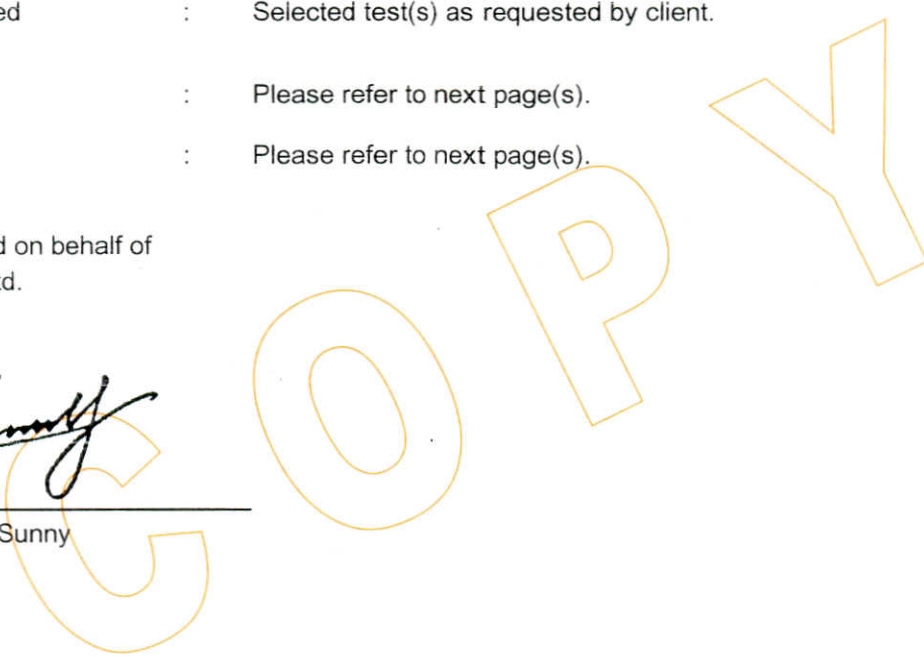 ed : Selected test(s) as requested by client.
: Please refer to next page(s).
: Please refer to next page(s).
d on behalf of
td.
Sunny
COPY